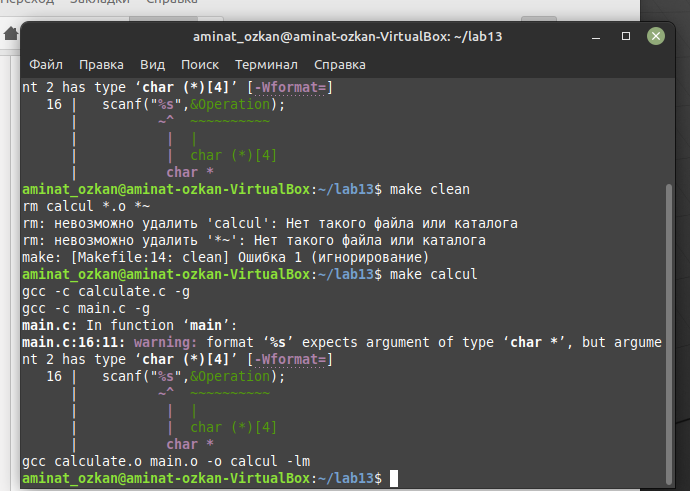 Переход Закладки Справка
aminat_ozkan@aminat-ozkan-VirtualBox: ~/lab13
Файл Правка Вид Поиск Терминал Справка
nt 2 has type ‘char (*)[4]’ [-Wformat=]
   16 |   scanf("%s",&Operation);
      |          ~^  ~~~~~~~~~~
      |           |  |
      |           |  char (*)[4]
      |           char *
aminat_ozkan@aminat-ozkan-VirtualBox:~/lab13$ make clean
rm calcul *.o *~
rm: невозможно удалить 'calcul': Нет такого файла или каталога
rm: невозможно удалить '*~': Нет такого файла или каталога
make: [Makefile:14: clean] Ошибка 1 (игнорирование)
aminat_ozkan@aminat-ozkan-VirtualBox:~/lab13$ make calcul
gcc -c calculate.c -g
gcc -c main.c -g
main.c: In function ‘main’:
main.c:16:11: warning: format ‘%s’ expects argument of type ‘char *’, but argume
nt 2 has type ‘char (*)[4]’ [-Wformat=]
   16 |   scanf("%s",&Operation);
      |          ~^  ~~~~~~~~~~
      |           |  |
      |           |  char (*)[4]
      |           char *
gcc calculate.o main.o -o calcul -lm
aminat_ozkan@aminat-ozkan-VirtualBox:~/lab13$